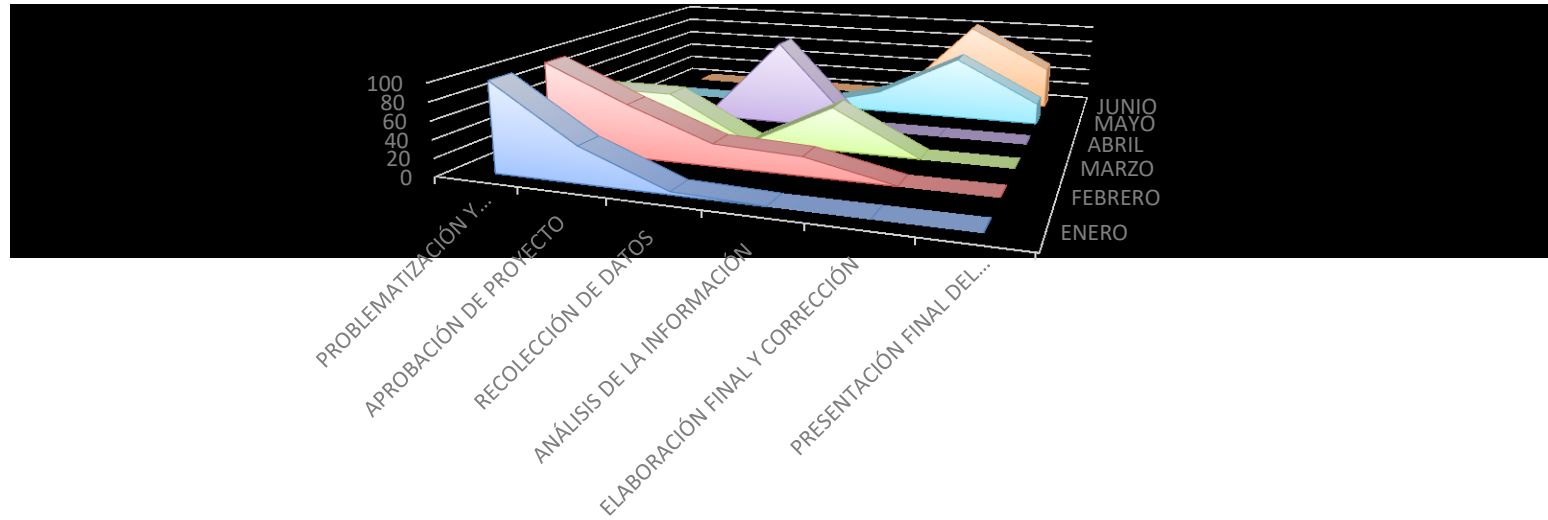 100
80
60
40
20
0
JUNIO
MAYO
ABRIL
MARZO
FEBRERO
ENERO
PROBLEMATIZACIÓN Y...
APROBACIÓN DE PROYECTO
RECOLECCIÓN DE DATOS
ANÁLISIS DE LA INFORMACIÓN
ELABORACIÓN FINAL Y CORRECCIÓN
PRESENTACIÓN FINAL DEL...